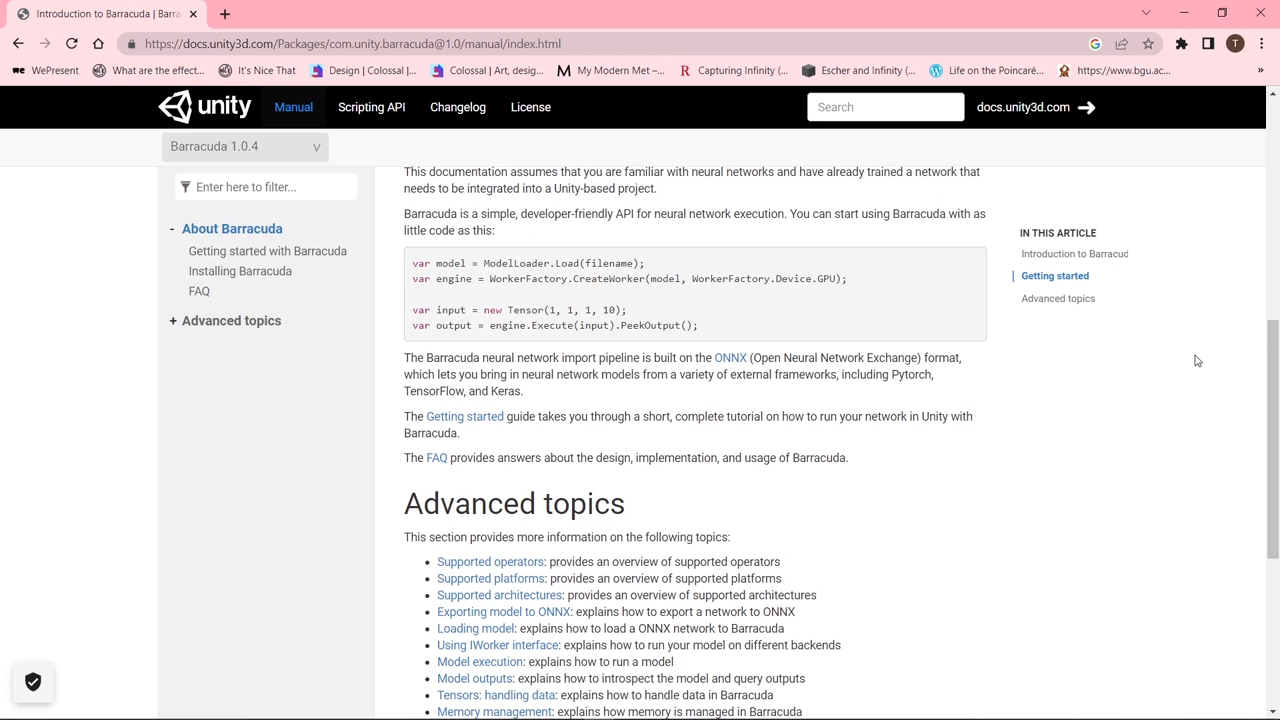 Introduction to Barracuda | Barra
https://docs.unity3d.com/Packages/com.unity.barracuda@1.0/manual/index.html
T
WePresent
What are the effect...
It's Nice That
Design | Colossal |...
Colossal | Art, desig...
My Modern Met –...
Capturing Infinity (...
Escher and Infinity (...
Life on the Poincaré...
https://www.bgu.ac...
»
unity
Manual
Scripting API
Changelog
License
Search
docs.unity3d.com
Barracuda 1.0.4
Enter here to filter...
- About Barracuda
Getting started with Barracuda
Installing Barracuda
FAQ
+ Advanced topics
This documentation assumes that you are familiar with neural networks and have already trained a network that
needs to be integrated into a Unity-based project.
Barracuda is a simple, developer-friendly API for neural network execution. You can start using Barracuda with as
little code as this:
var model = ModelLoader.Load(filename);
var engine = WorkerFactory.CreateWorker(model, WorkerFactory.Device.GPU);
var input = new Tensor(1, 1, 1, 10);
var output = engine.Execute(input).PeekOutput();
The Barracuda neural network import pipeline is built on the ONNX (Open Neural Network Exchange) format,
which lets you bring in neural network models from a variety of external frameworks, including Pytorch,
TensorFlow, and Keras.
The Getting started guide takes you through a short, complete tutorial on how to run your network in Unity with
Barracuda.
The FAQ provides answers about the design, implementation, and usage of Barracuda.
Advanced topics
This section provides more information on the following topics:
• Supported operators: provides an overview of supported operators
• Supported platforms: provides an overview of supported platforms
• Supported architectures: provides an overview of supported architectures
• Exporting model to ONNX: explains how to export a network to ONNX
• Loading model: explains how to load a ONNX network to Barracuda
• Using IWorker interface: explains how to run your model on different backends
• Model execution: explains how to run a model
• Model outputs: explains how to introspect the model and query outputs
• Tensors: handling data: explains how to handle data in Barracuda
• Memory management: explains how memory is managed in Barracuda
IN THIS ARTICLE
Introduction to Barracud
Getting started
Advanced topics